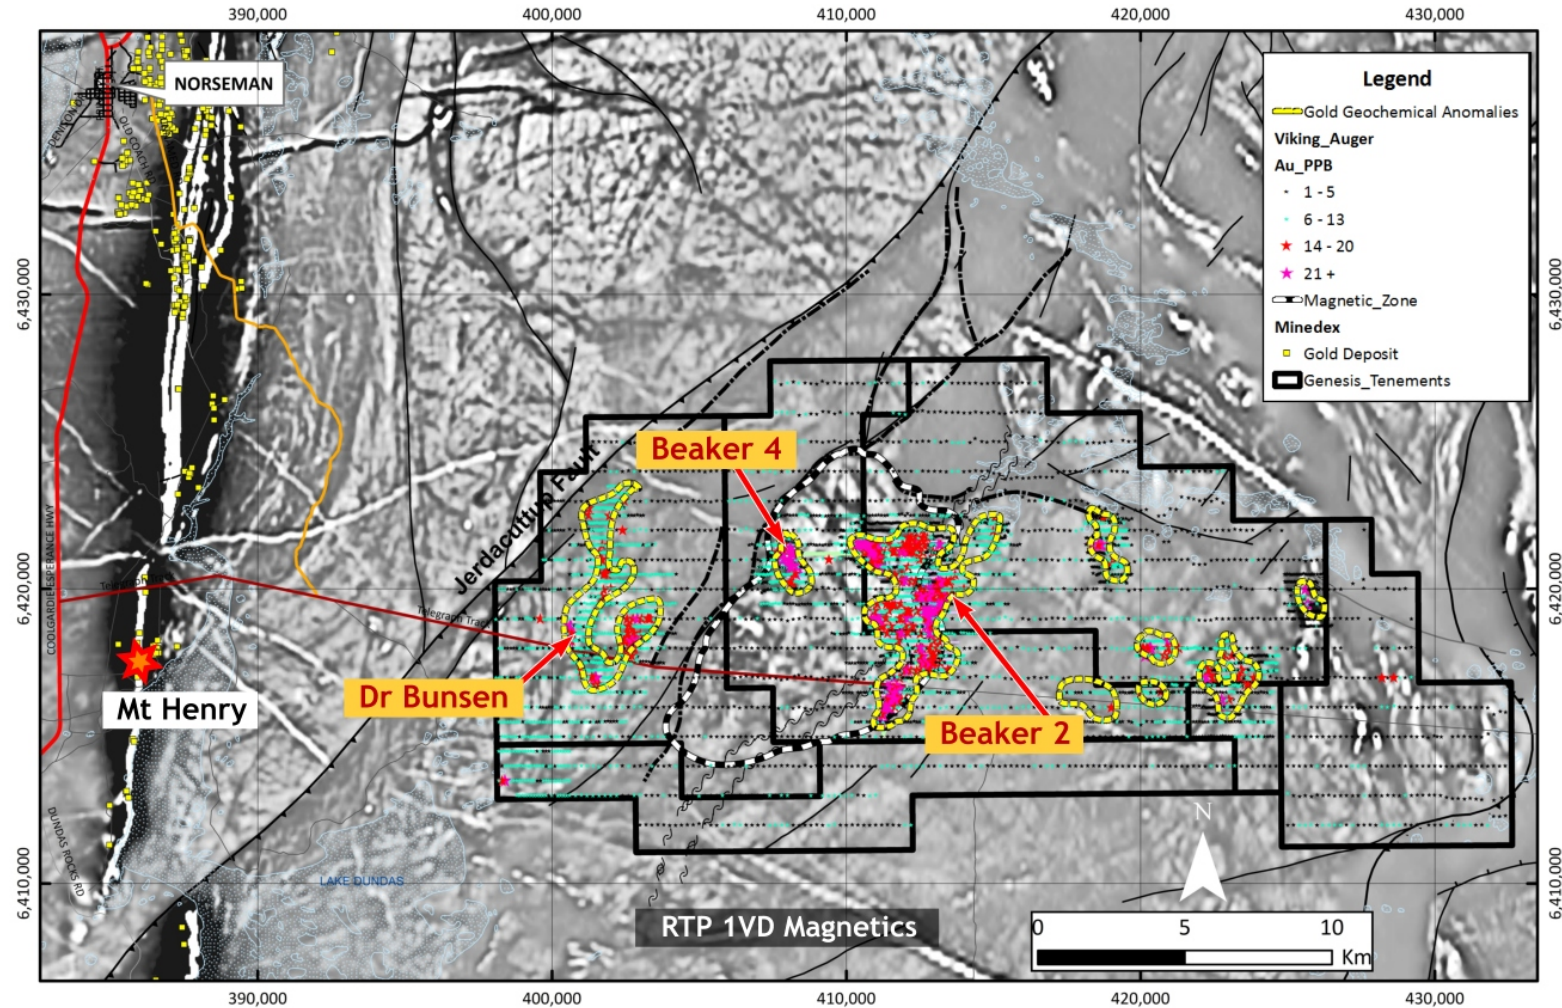 390,000
400,000
410,000
420,000
430,000
NORSEMAN
OLD COACH RD
Legend
Gold Geochemical Anomalies
Viking_Auger
Au_PPB
1 - 5
6 - 13
14 - 20
21 +
Magnetic_Zone
Minedex
Gold Deposit
Genesis_Tenements
6,430,000
6,430,000
Beaker 4
Jerdacuttup Fault
COOLGARDIE ESPERANCE HWY
6,420,000
6,420,000
Telegraph Track
Dr Bunsen
Mt Henry
Beaker 2
DUNDAS ROCKS RD
N
6,410,000
6,410,000
LAKE DUNDAS
RTP 1VD Magnetics
0
5
10
Km
390,000
400,000
410,000
420,000
430,000